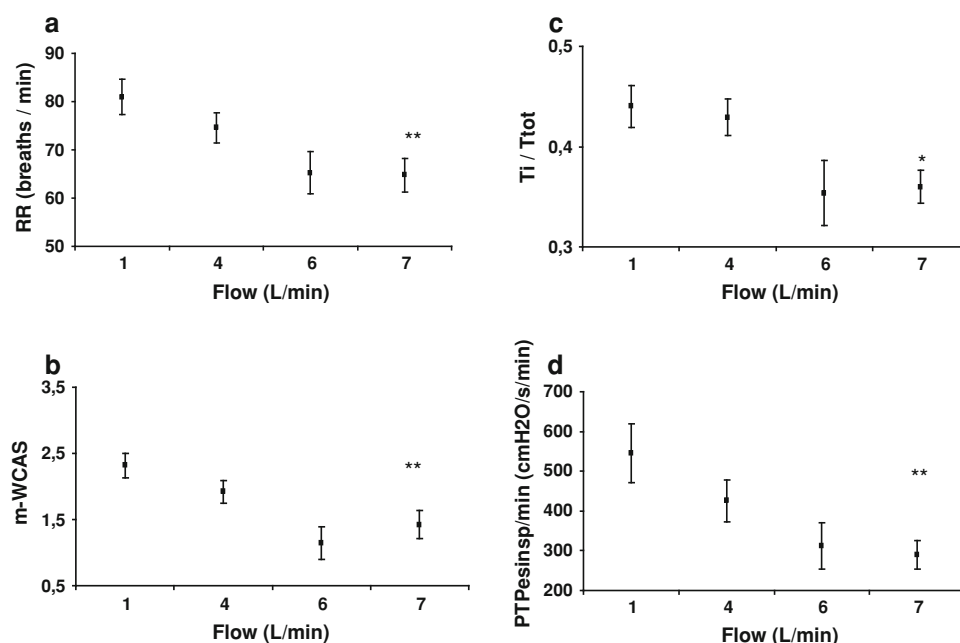 a
RR (breaths / min)
90
80
70
60
50
**
1 4 6 7
Flow (L/min)
c
Ti / Ttot
0,5
0,4
0,3
*
1 4 6 7
Flow (L/min)
b
m-WCAS
3,5
2,5
1,5
0,5
**
1 4 6 7
Flow (L/min)
d
PTPesinsp/min (cmH2O/s/min)
700
600
500
400
300
200
**
1 4 6 7
Flow (L/min)